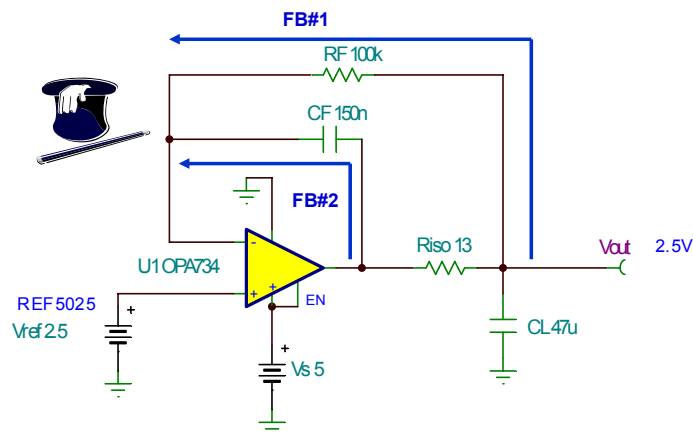 FB#1
RF 100k
CF 150n
FB#2
-
U1 OPA734
+
+
EN
Riso 13
Vout 2.5V
REF5025
Vref 2.5
+
CL 47u
+
Vs 5